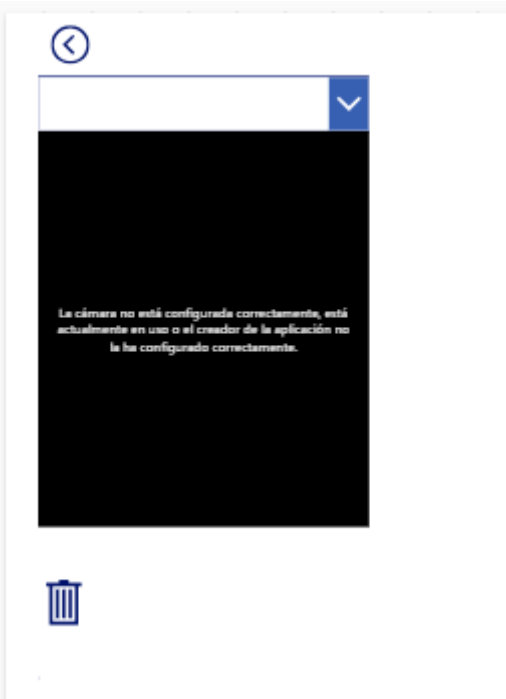 La cámara no está configurada correctamente, está
actualmente en uso o el creador de la aplicación no
la ha configurado correctamente.